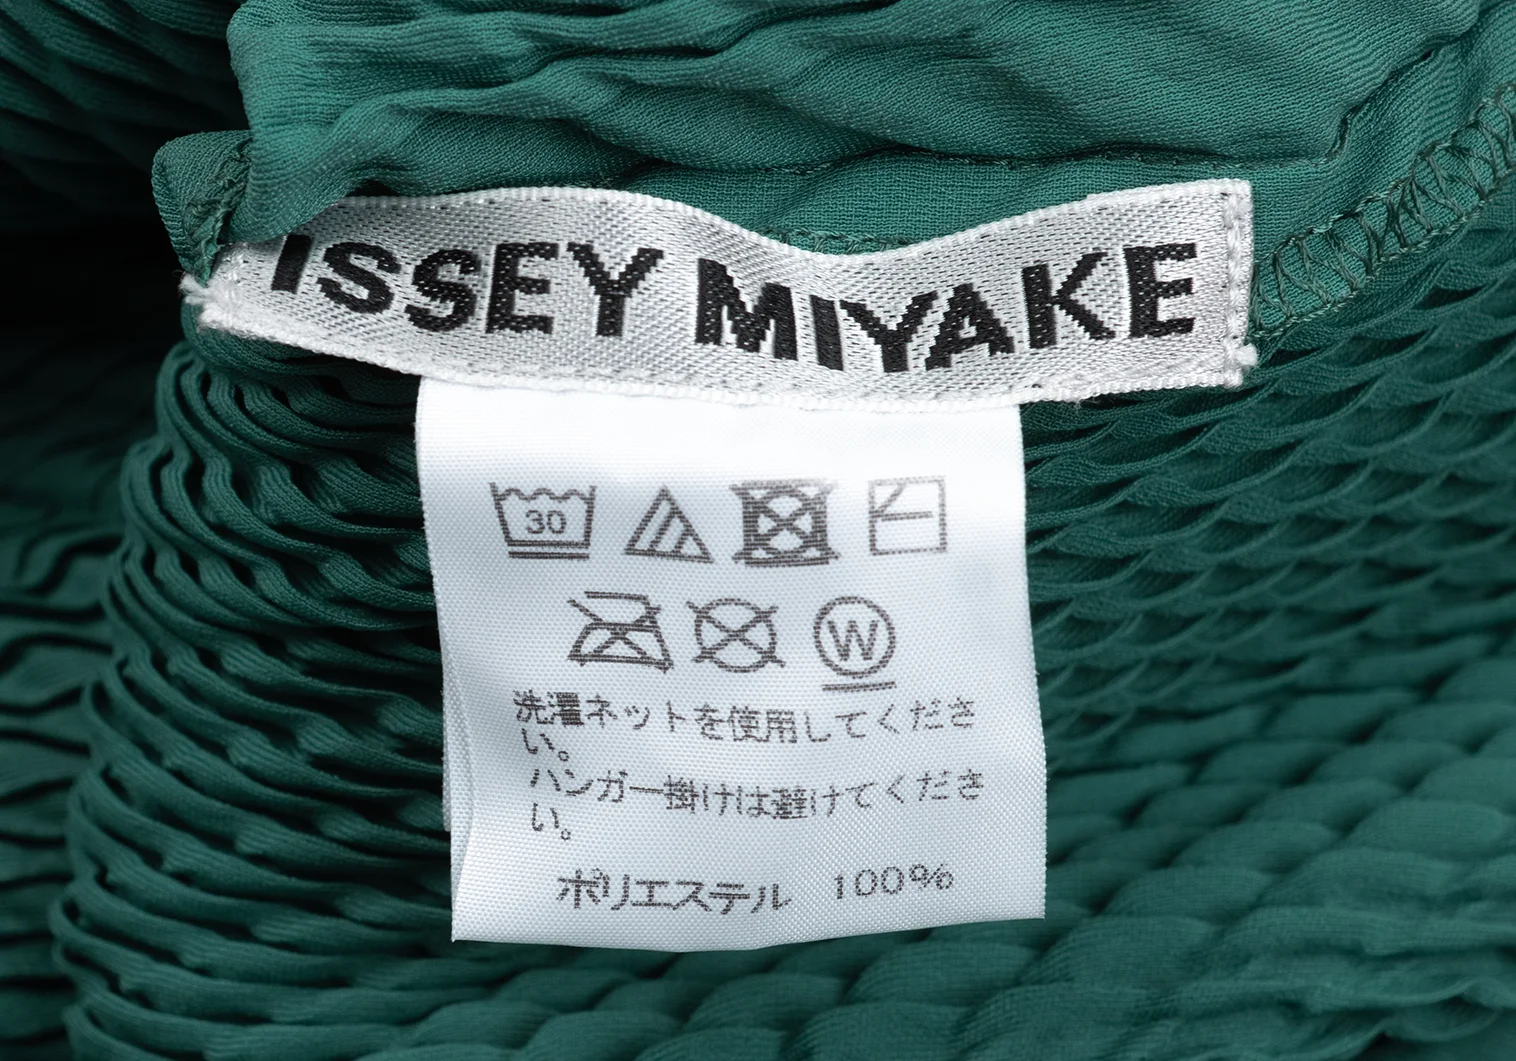 ISSEY MIYAKE
30
W
洗濯ネットを使用してくださ
い。
ハンガー掛けは避けてくださ
い。
ポリエステル 100%